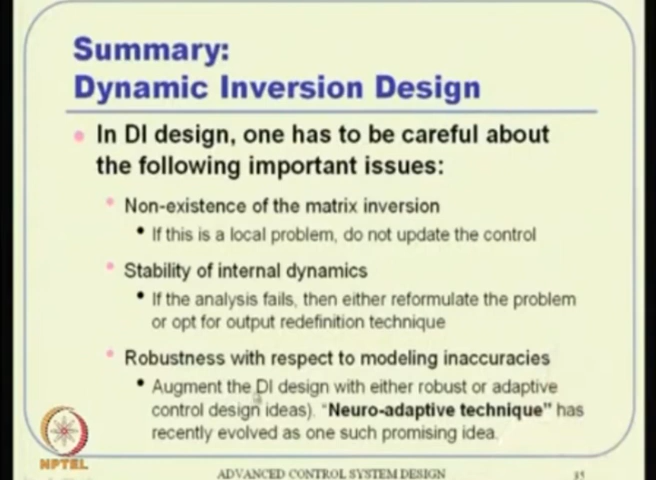 Summary:
Dynamic Inversion Design
In DI design, one has to be careful about
the following important issues:
Non-existence of the matrix inversion
If this is a local problem, do not update the control
Stability of internal dynamics
If the analysis fails, then either reformulate the problem
or opt for output redefinition technique
Robustness with respect to modeling inaccuracies
Augment the DI design with either robust or adaptive
control design ideas). "Neuro-adaptive technique" has
recently evolved as one such promising idea.
NPTEL
ADVANCED CONTROL SYSTEM DESIGN
35